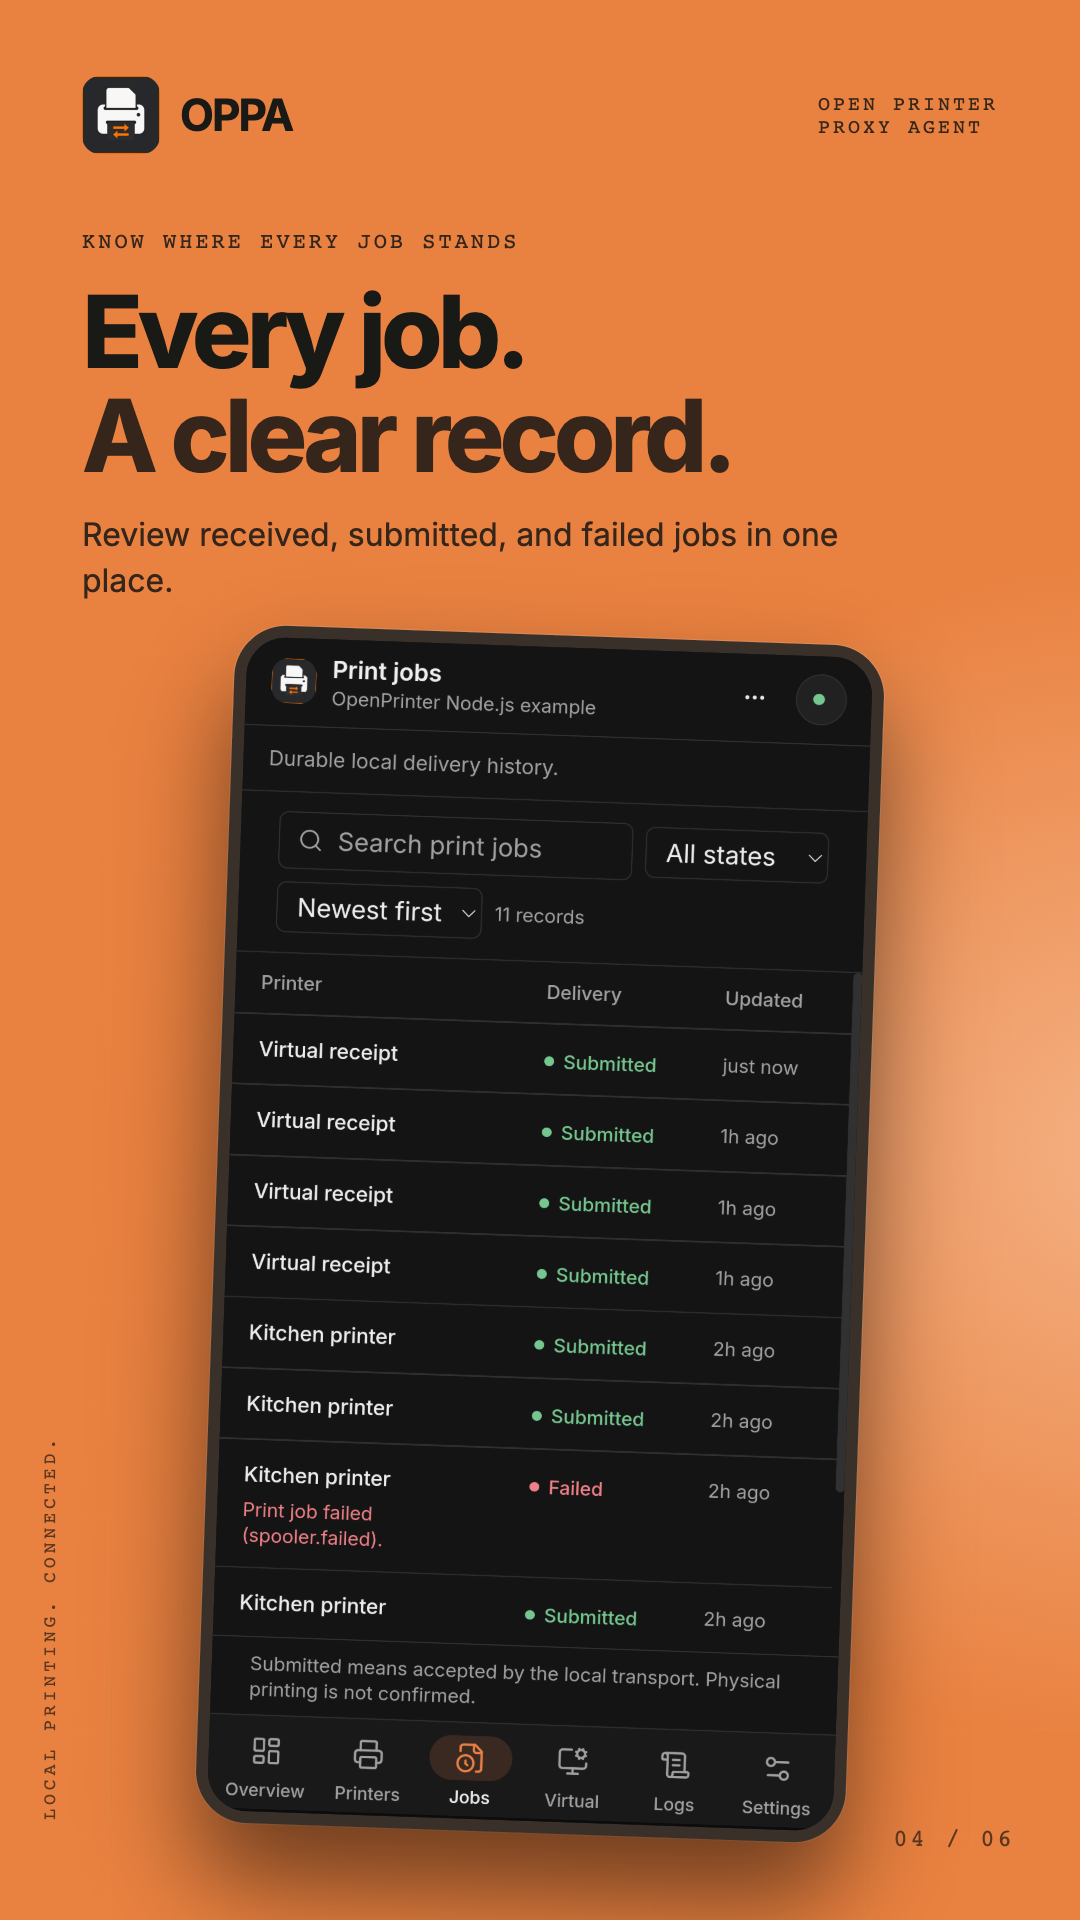 OPPA
OPEN PRINTER
PROXY AGENT
KNOW WHERE EVERY JOB STANDS
Every job.
A clear record.
Review received, submitted, and failed jobs in one
place.
Print jobs
OpenPrinter Node.js example
Durable local delivery history.
Search print jobs
All states
Newest first
11 records
Printer Delivery Updated
Virtual receipt Submitted just now
Virtual receipt Submitted 1h ago
Virtual receipt Submitted 1h ago
Virtual receipt Submitted 1h ago
Kitchen printer Submitted 2h ago
Kitchen printer Submitted 2h ago
Kitchen printer Failed 2h ago
Print job failed
(spooler.failed).
Kitchen printer Submitted 2h ago
Submitted means accepted by the local transport. Physical
printing is not confirmed.
Overview Printers Jobs Virtual Logs Settings
LOCAL PRINTING. CONNECTED.
04 / 06